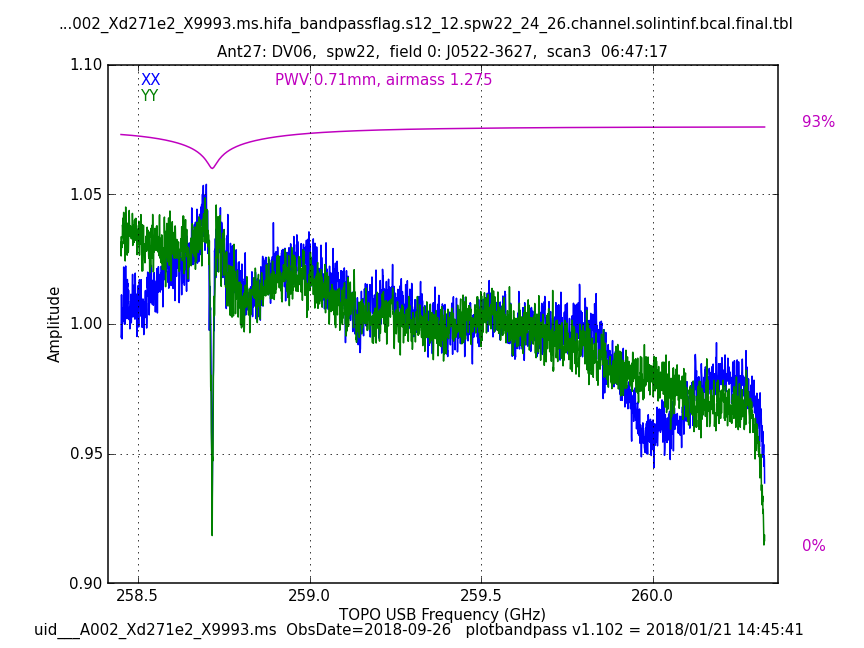 ...002_Xd271e2_X9993.ms.hifa_bandpassflag.s12_12.spw22_24_26.channel.solintinf.bcal.final.tbl
Ant27: DV06,  spw22,  field 0: J0522-3627,  scan3  06:47:17
1.10
XX
PWV 0.71mm, airmass 1.275
YY
93%
1.05
Amplitude
1.00
0.95
0%
0.90
258.5
259.0
259.5
260.0
TOPO USB Frequency (GHz)
uid___A002_Xd271e2_X9993.ms  ObsDate=2018-09-26   plotbandpass v1.102 = 2018/01/21 14:45:41